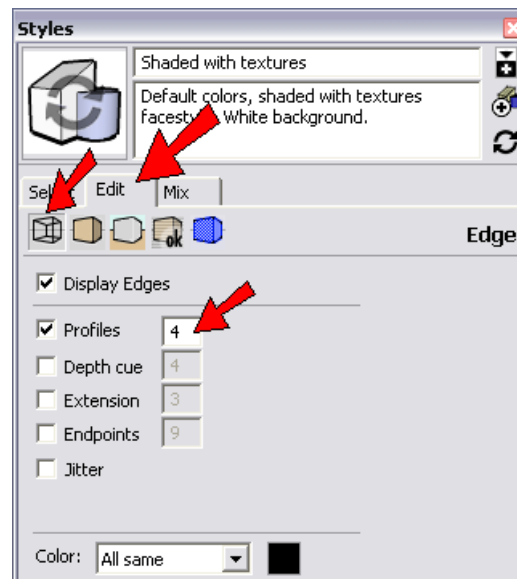 Styles
Shaded with textures
Default colors, shaded with textures
White background.
Edit
Mix
ok
Edge
Display Edges
Profiles 4
Depth cue 4
Extension 3
Endpoints 9
Jitter
Color: All same